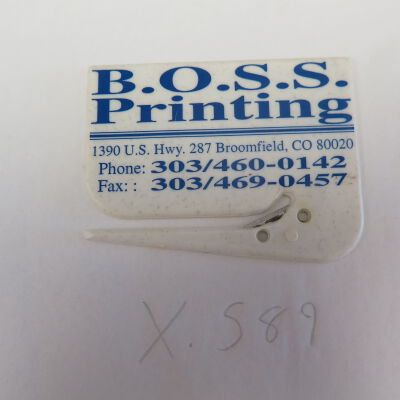 B.O.S.S.
Printing
1390 U.S. Hwy. 287 Broomfield, CO 80020
Phone: 303/460-0142
Fax: : 303/469-0457
X.589